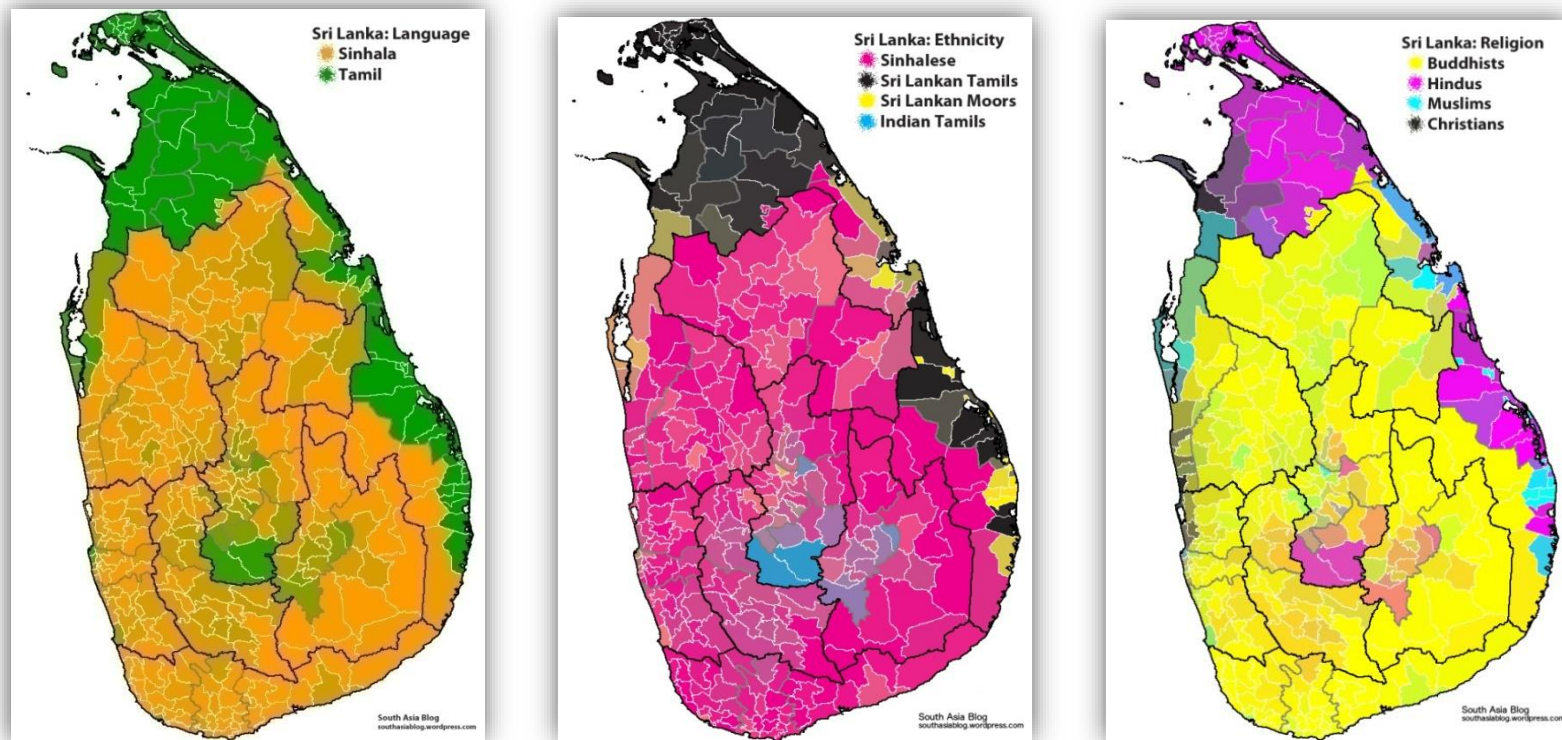 Sri Lanka: Language
Sinhala
Tamil
South Asia Blog
southasiablog.wordpress.com
Sri Lanka: Ethnicity
Sinhalese
Sri Lankan Tamils
Sri Lankan Moors
Indian Tamils
South Asia Blog
southasiablog.wordpress.com
Sri Lanka: Religion
Buddhists
Hindus
Muslims
Christians
South Asia Blog
southasiablog.wordpress.com